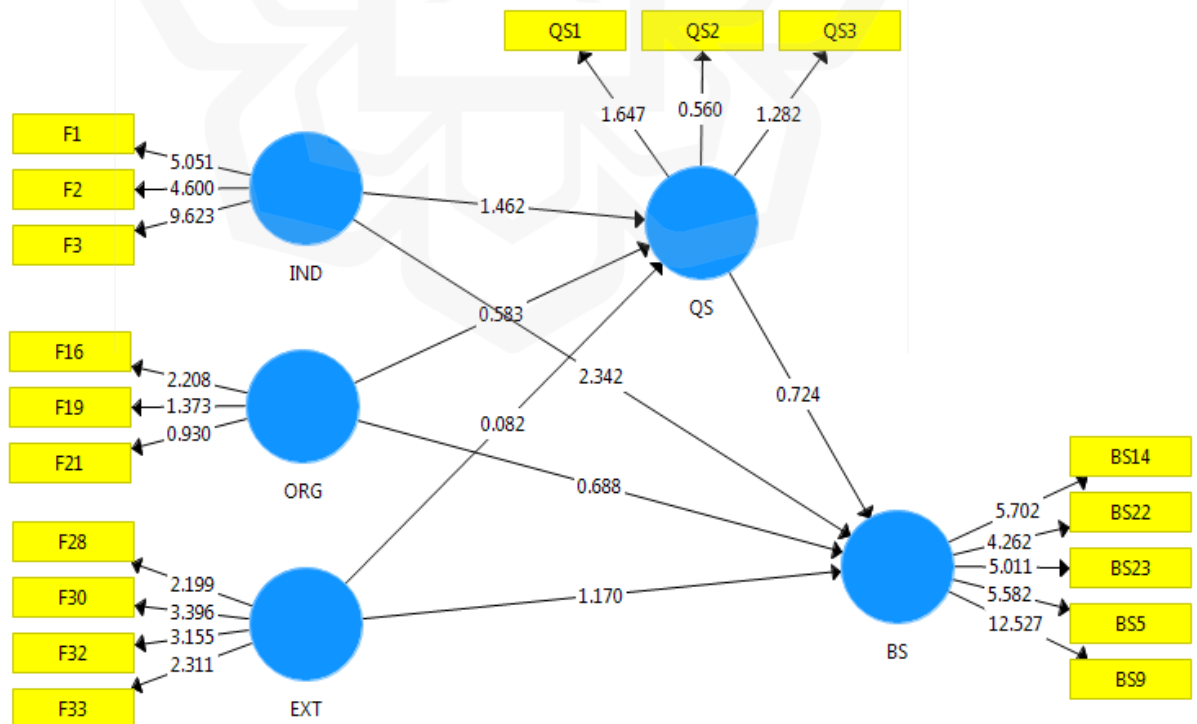 QS1 QS2 QS3
1.647 0.560 1.282
F1
F2
F3
5.051
4.600
9.623
IND
1.462
QS
0.583
2.342
0.724
F16
F19
F21
2.208
1.373
0.930
ORG
0.082
0.688
F28
F30
F32
F33
2.199
3.396
3.155
2.311
EXT
1.170
BS
5.702
4.262
5.011
5.582
12.527
BS14
BS22
BS23
BS5
BS9